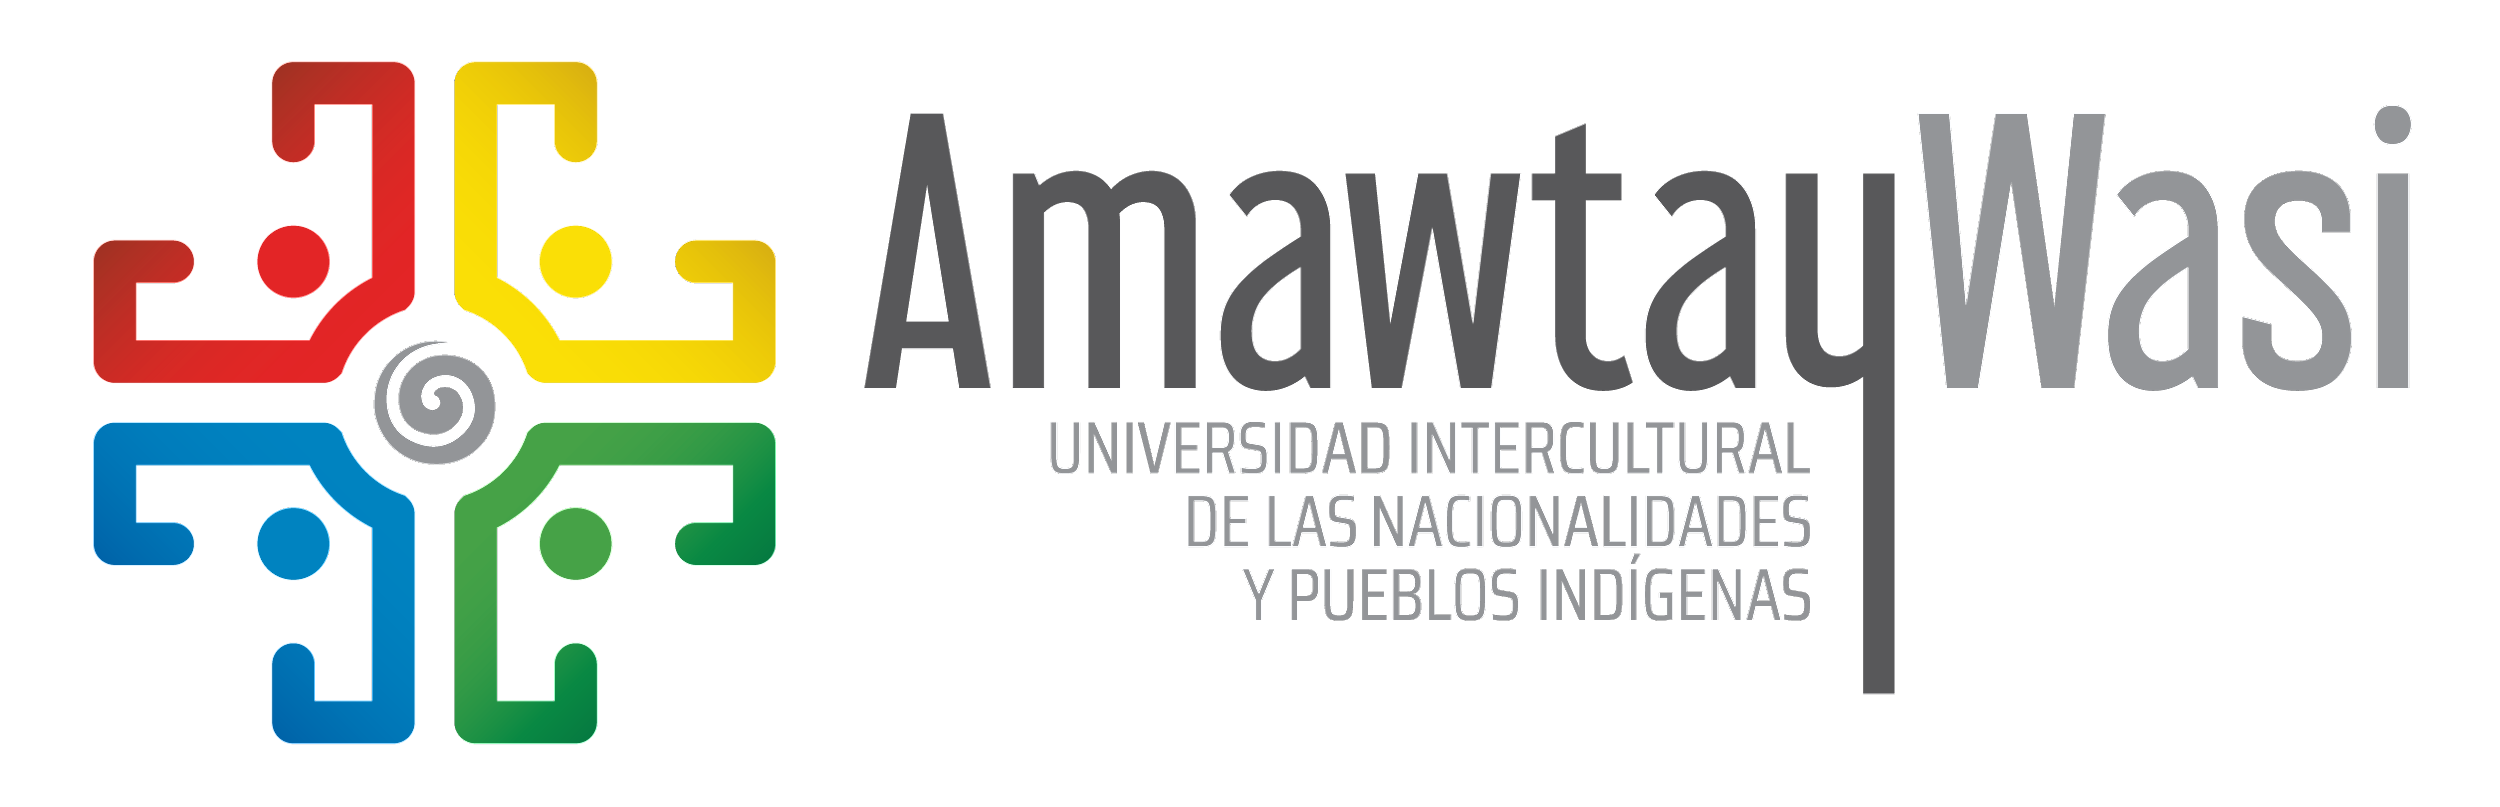 AmawtayWasi
UNIVERSIDAD INTERCULTURAL
DE LAS NACIONALIDADES
Y PUEBLOS INDÍGENAS